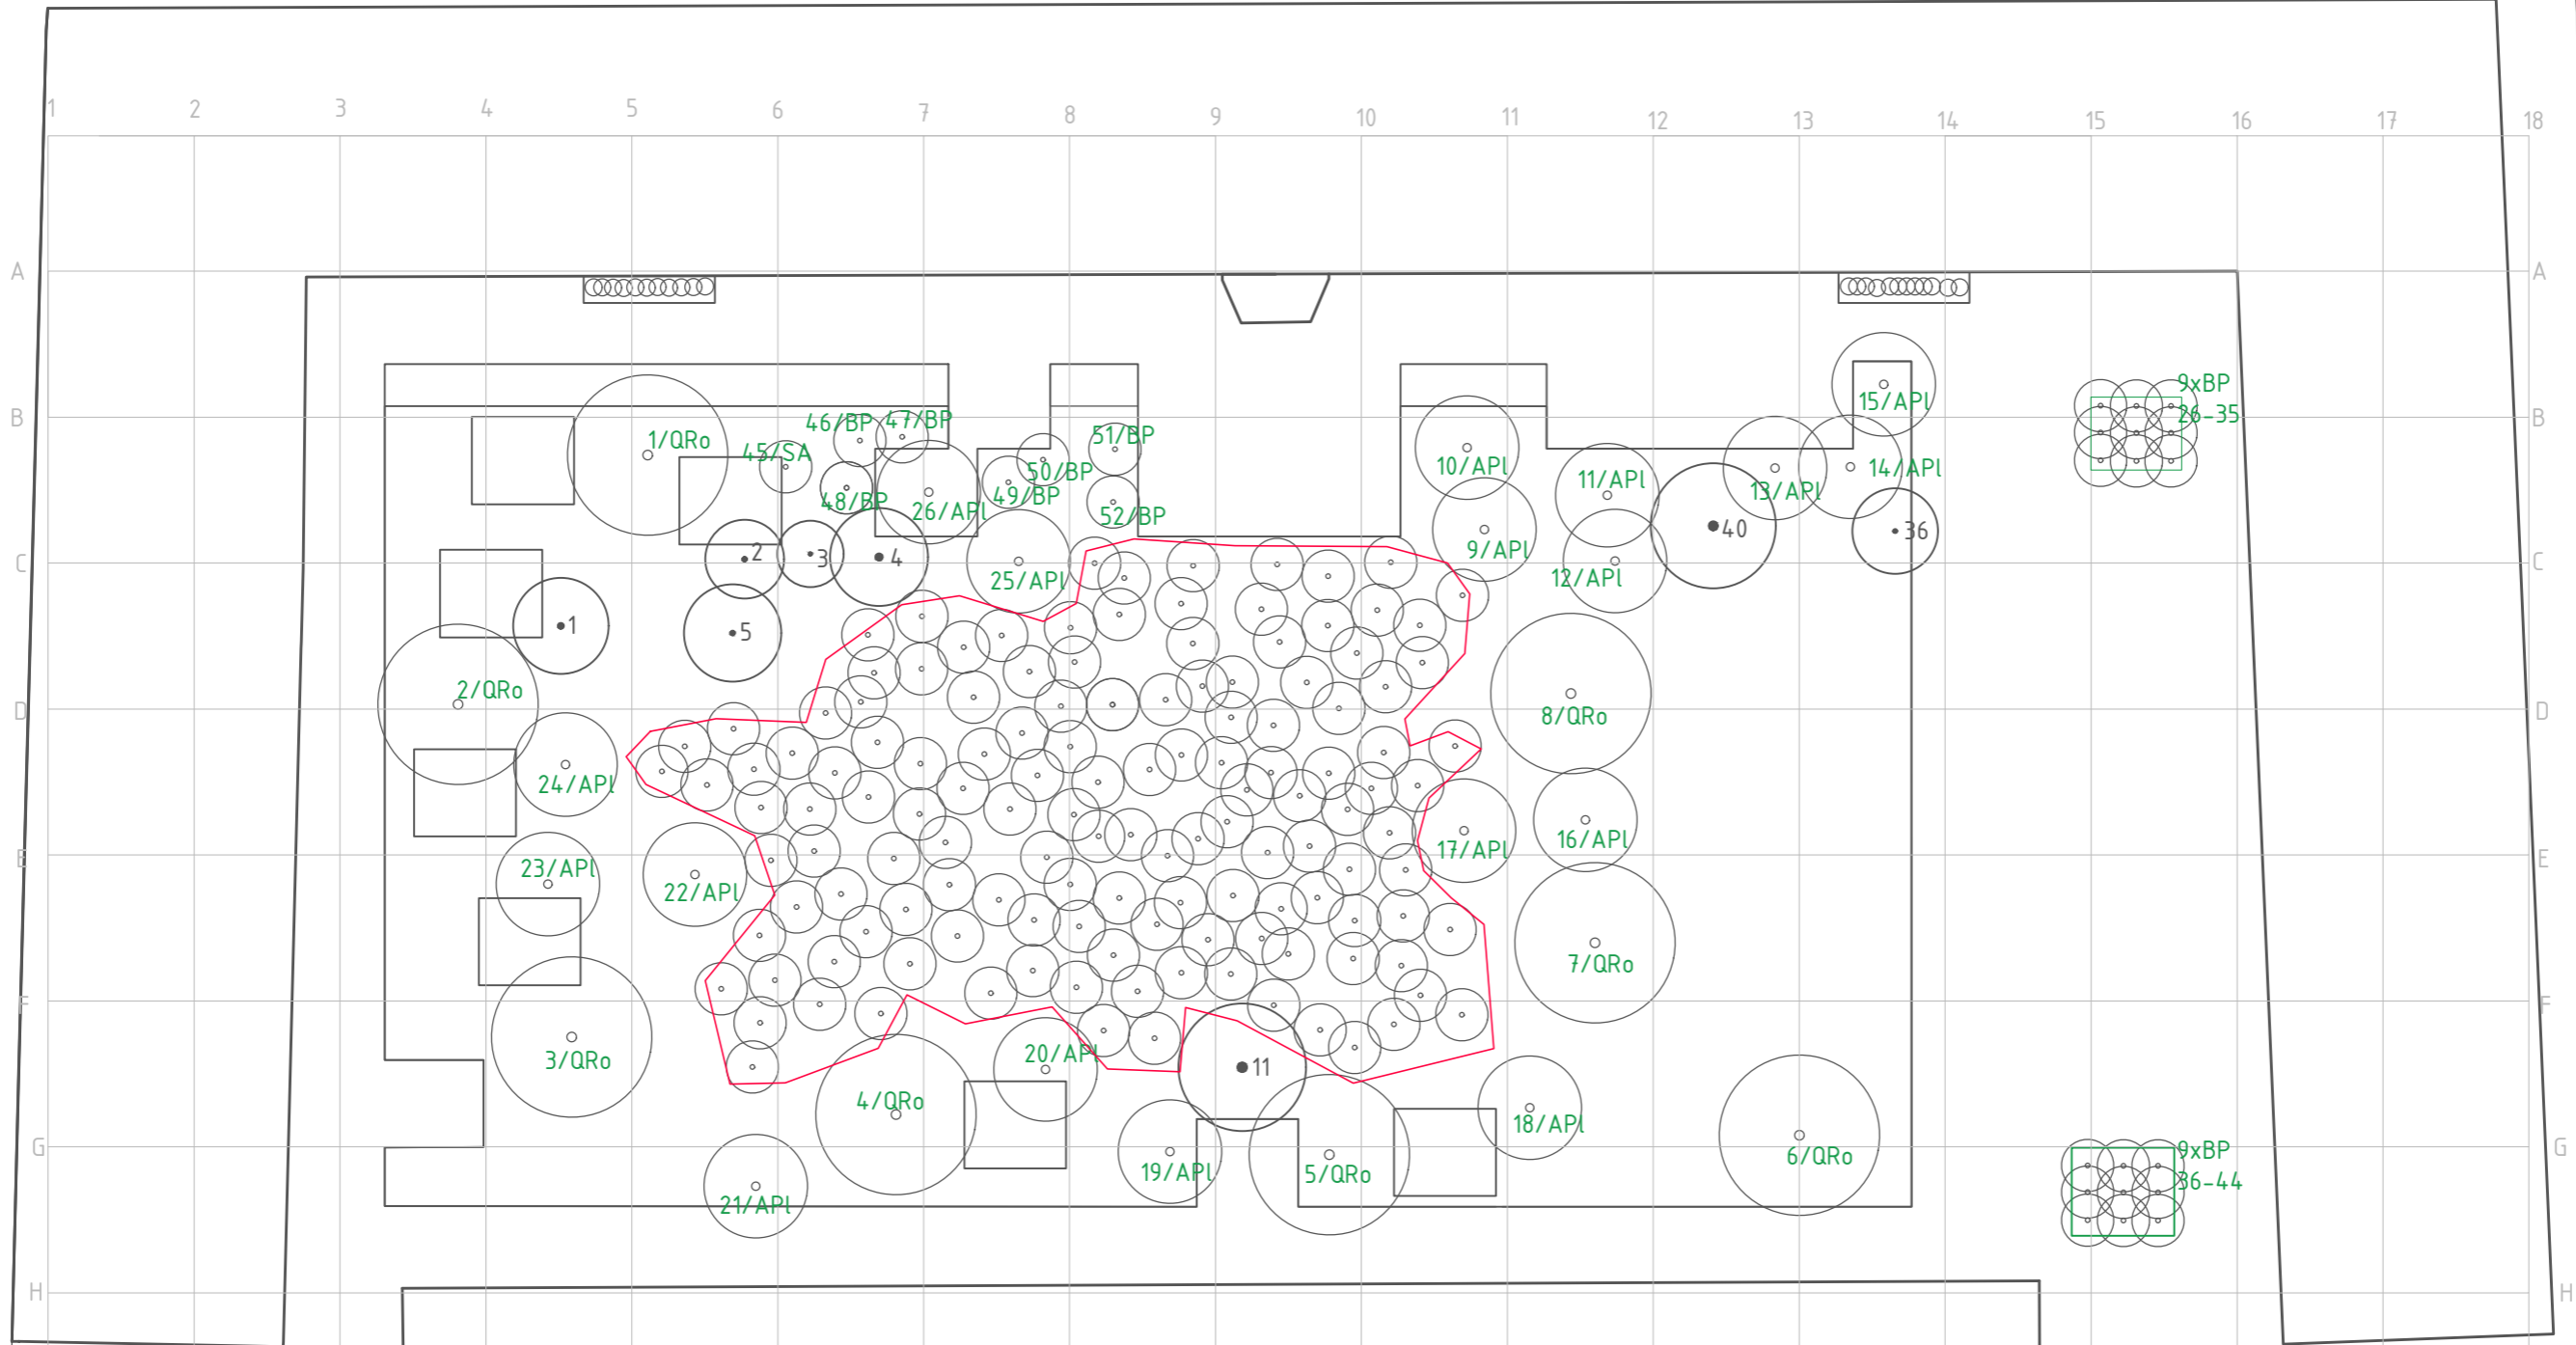 1 2 3 4 5 6 7 8 9 10 11 12 13 14 15 16 17 18
A A
15/APl
9xBP
26-35
B B
46/BP 47/BP
1/QRo
51/BP
45/SA
10/APl
14/APl
50/BP
11/APl
13/APl
49/BP
48/BP
26/APl
52/BP
40
36
2
3
4
9/APl
C C
25/APl
12/APl
1
5
2/QRo
D D
8/QRo
24/APl
16/APl
17/APl
E E
23/APl
22/APl
7/QRo
F F
20/APl
3/QRo
11
4/QRo
18/APl
G G
9xBP
36-44
6/QRo
19/APl
5/QRo
21/APl
H H